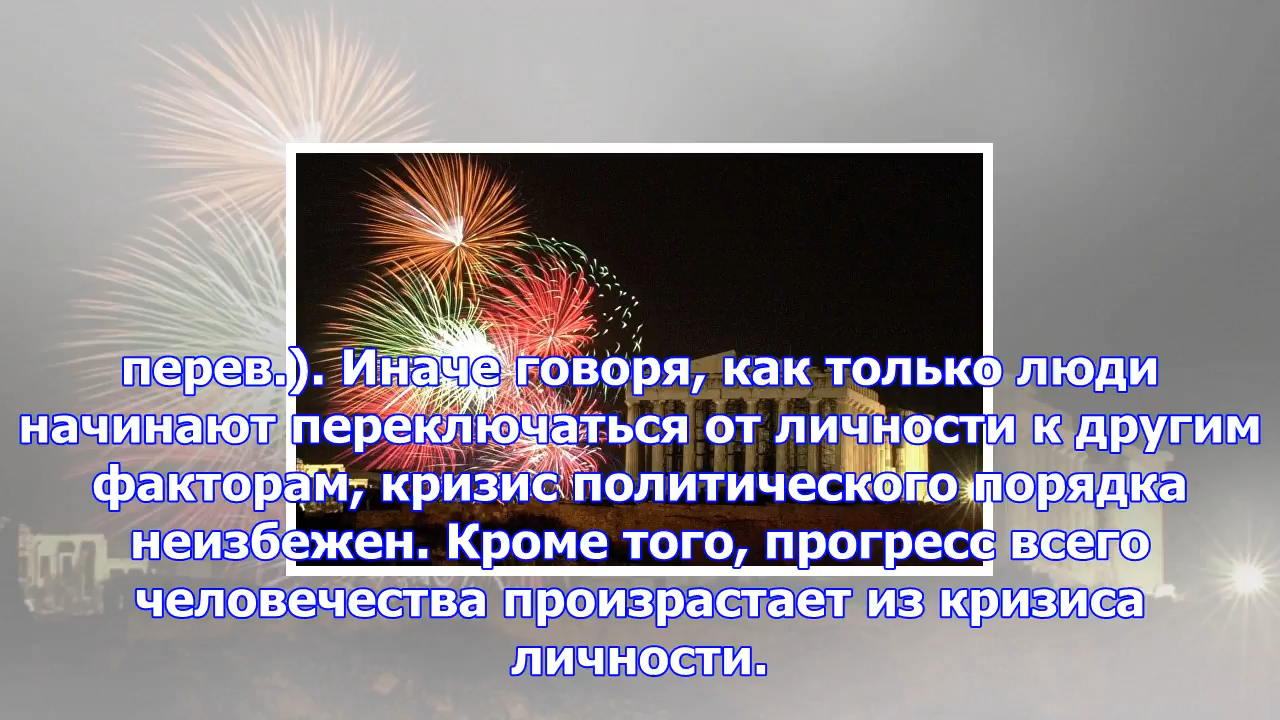 перев.). Иначе говоря, как только люди
начинают переключаться от личности к другим
факторам, кризис политического порядка
неизбежен. Кроме того, прогресс всего
человечества произрастает из кризиса
личности.